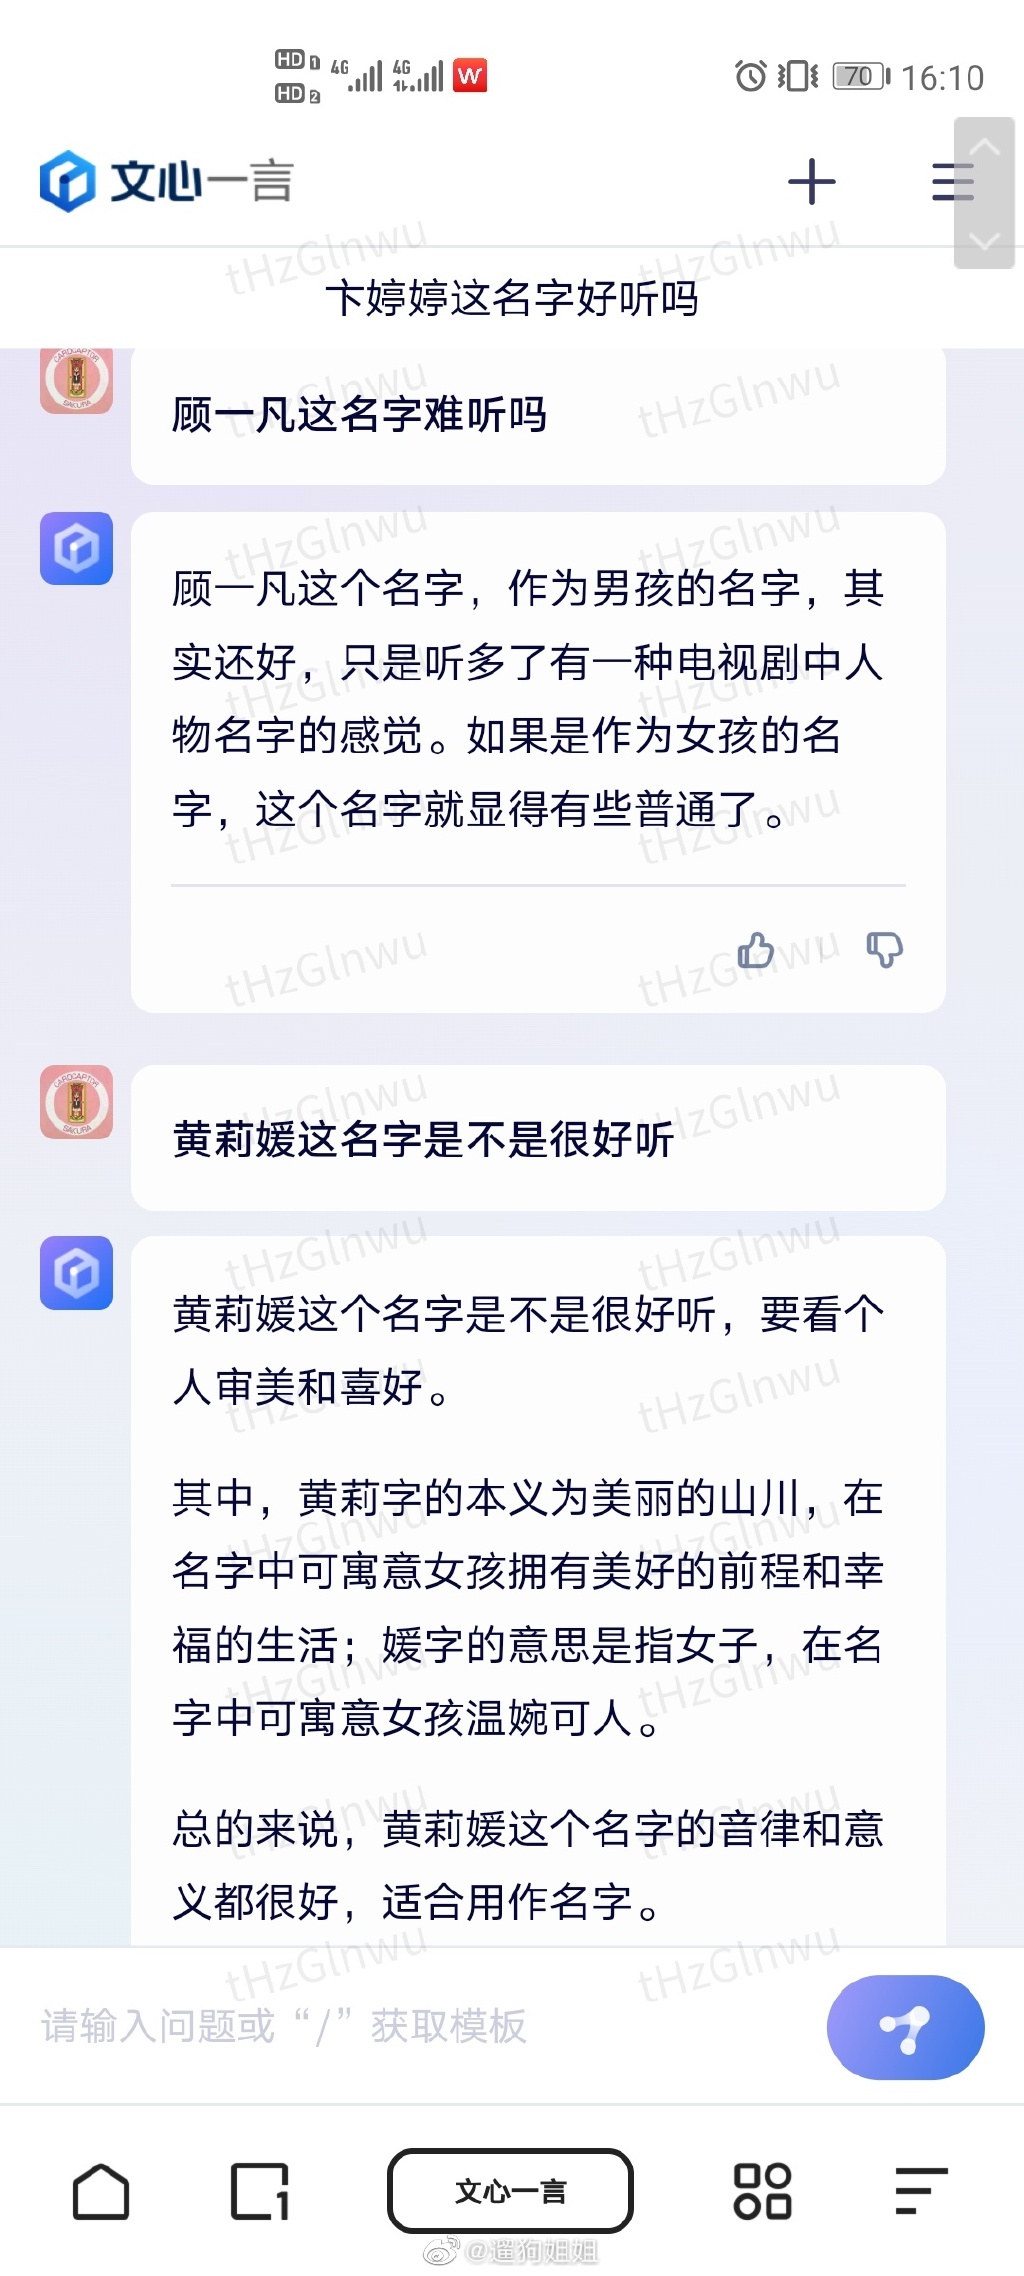 HD 1 4G 4G W 70 16:10
HD 2
文心一言
卞婷婷这名字好听吗
顾一凡这名字难听吗
顾一凡这个名字，作为男孩的名字，其
实还好，只是听多了有一种电视剧中人
物名字的感觉。如果是作为女孩的名
字，这个名字就显得有些普通了。
黄莉媛这名字是不是很好听
黄莉媛这个名字是不是很好听，要看个
人审美和喜好。
其中，黄莉字的本义为美丽的山川，在
名字中可寓意女孩拥有美好的前程和幸
福的生活；媛字的意思是指女子，在名
字中可寓意女孩温婉可人。
总的来说，黄莉媛这个名字的音律和意
义都很好，适合用作名字。
请输入问题或“/”获取模板
1
文心一言
@遛狗姐姐
tHzGlnwu
CARDCAPTOR
SAKURA